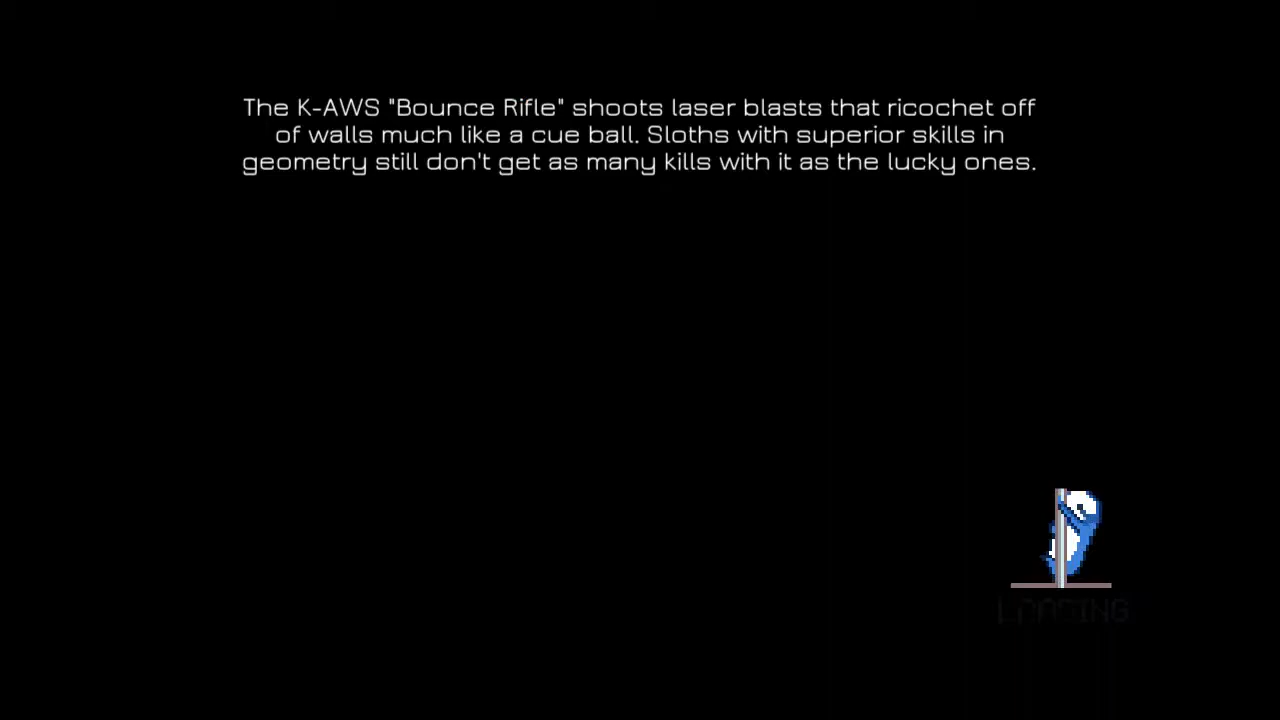 The K-AWS "Bounce Rifle" shoots laser blasts that ricochet off
of walls much like a cue ball. Sloths with superior skills in
geometry still don't get as many kills with it as the lucky ones.
LOADING